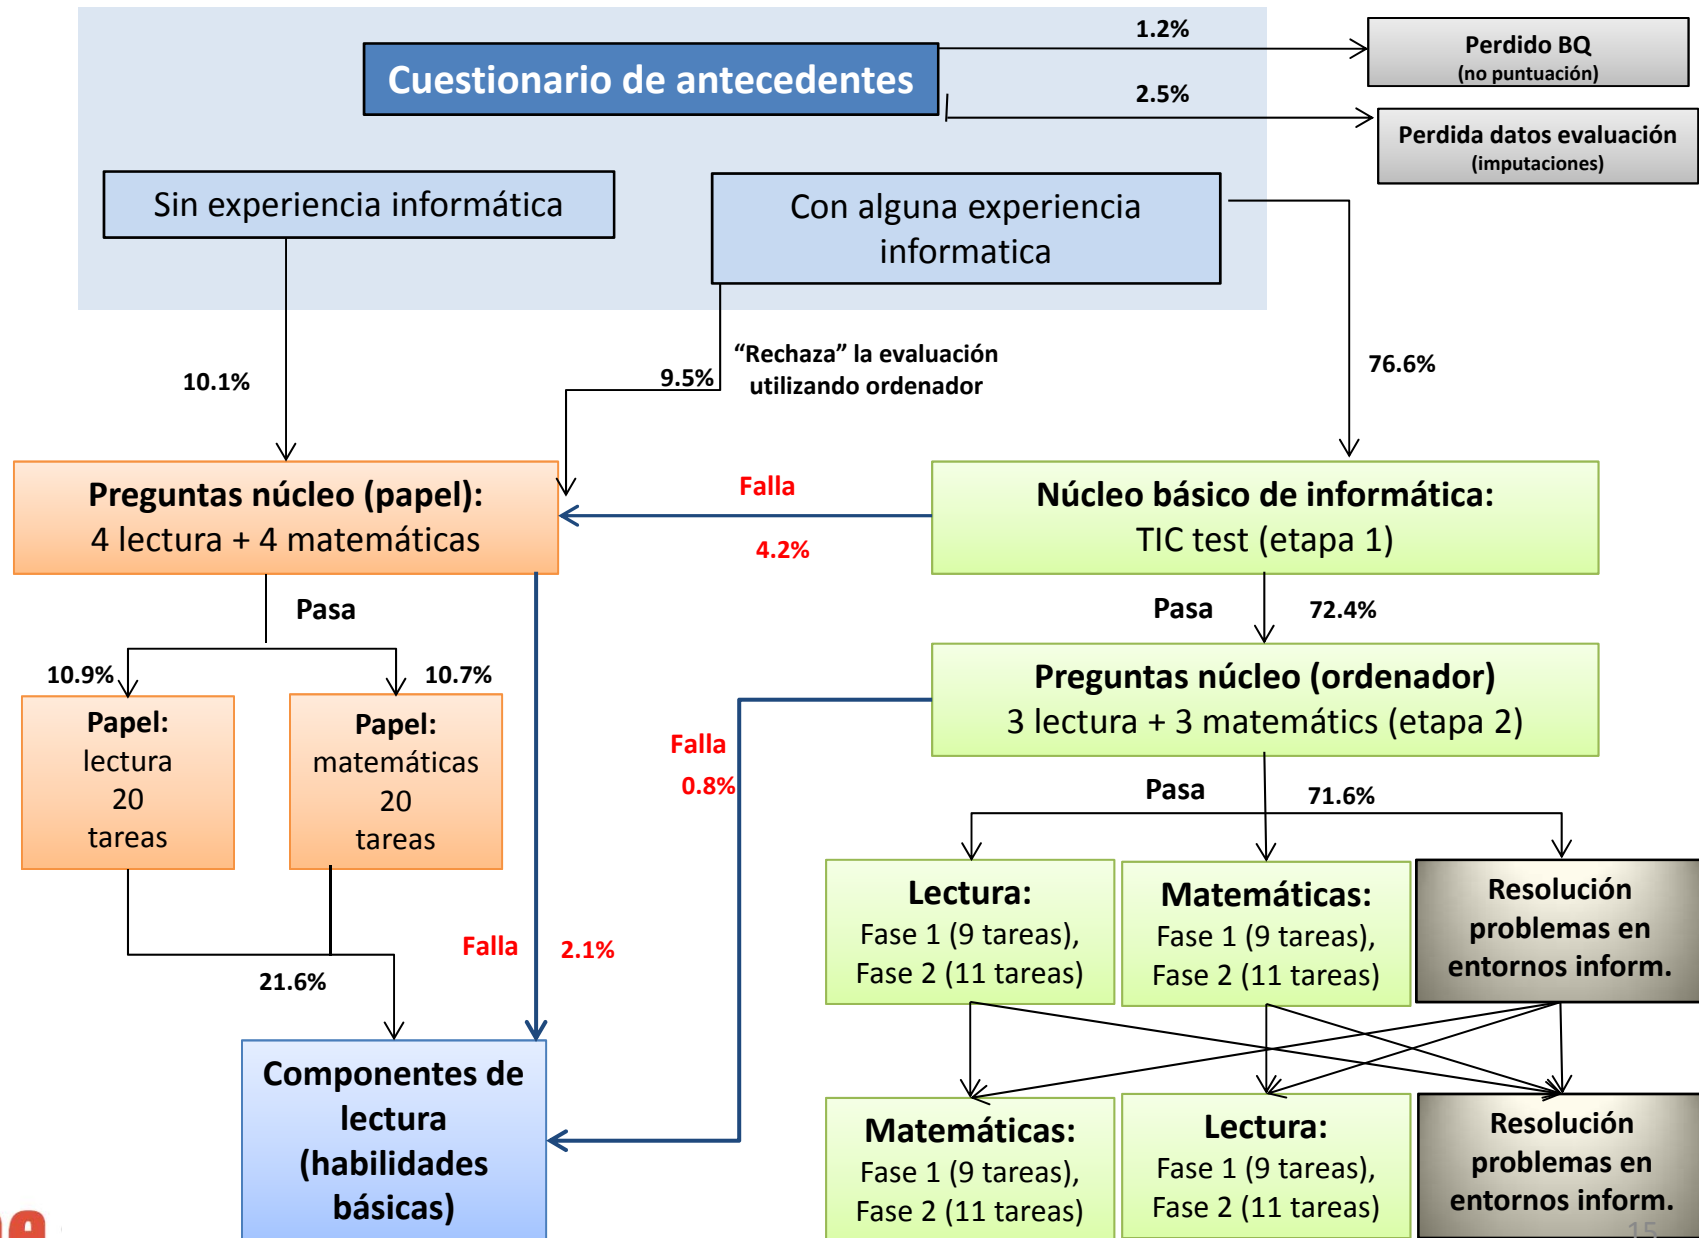 1.2%
Perdido BQ
(no puntuación)
Cuestionario de antecedentes
2.5%
Perdida datos evaluación
(imputaciones)
Sin experiencia informática
Con alguna experiencia
informatica
“Rechaza” la evaluación
utilizando ordenador
10.1%
9.5%
76.6%
Preguntas núcleo (papel):
4 lectura + 4 matemáticas
Falla
4.2%
Núcleo básico de informática:
TIC test (etapa 1)
Pasa
Pasa
72.4%
10.9%
10.7%
Preguntas núcleo (ordenador)
3 lectura + 3 matemátics (etapa 2)
Papel:
lectura
20
tareas
Papel:
matemáticas
20
tareas
Falla
0.8%
Pasa
71.6%
Lectura:
Fase 1 (9 tareas),
Fase 2 (11 tareas)
Matemáticas:
Fase 1 (9 tareas),
Fase 2 (11 tareas)
Resolución
problemas en
entornos inform.
Falla
2.1%
21.6%
Componentes de
lectura
(habilidades
básicas)
Matemáticas:
Fase 1 (9 tareas),
Fase 2 (11 tareas)
Lectura:
Fase 1 (9 tareas),
Fase 2 (11 tareas)
Resolución
problemas en
entornos inform.
15